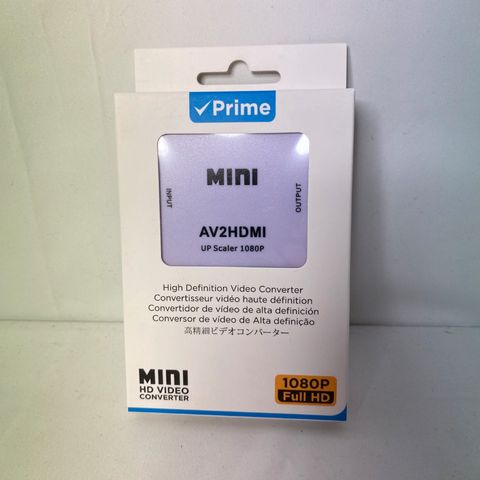 Prime
MINI
INPUT
OUTPUT
AV2HDMI
UP Scaler 1080P
High Definition Video Converter
Convertisseur vidéo haute définition
Convertidor de vídeo de alta definición
Conversor de vídeo de Alta definição
高精細ビデオコンバーター
MINI
HD VIDEO
CONVERTER
1080P
Full HD